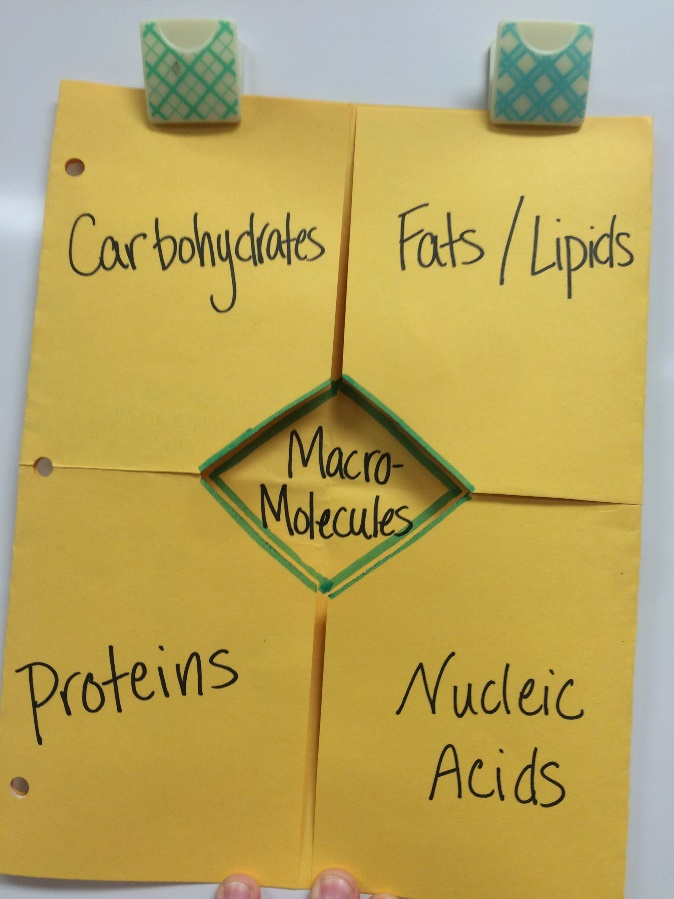 Carbohydrates
Fats / Lipids
Macro-
Molecules
Proteins
Nucleic
Acids